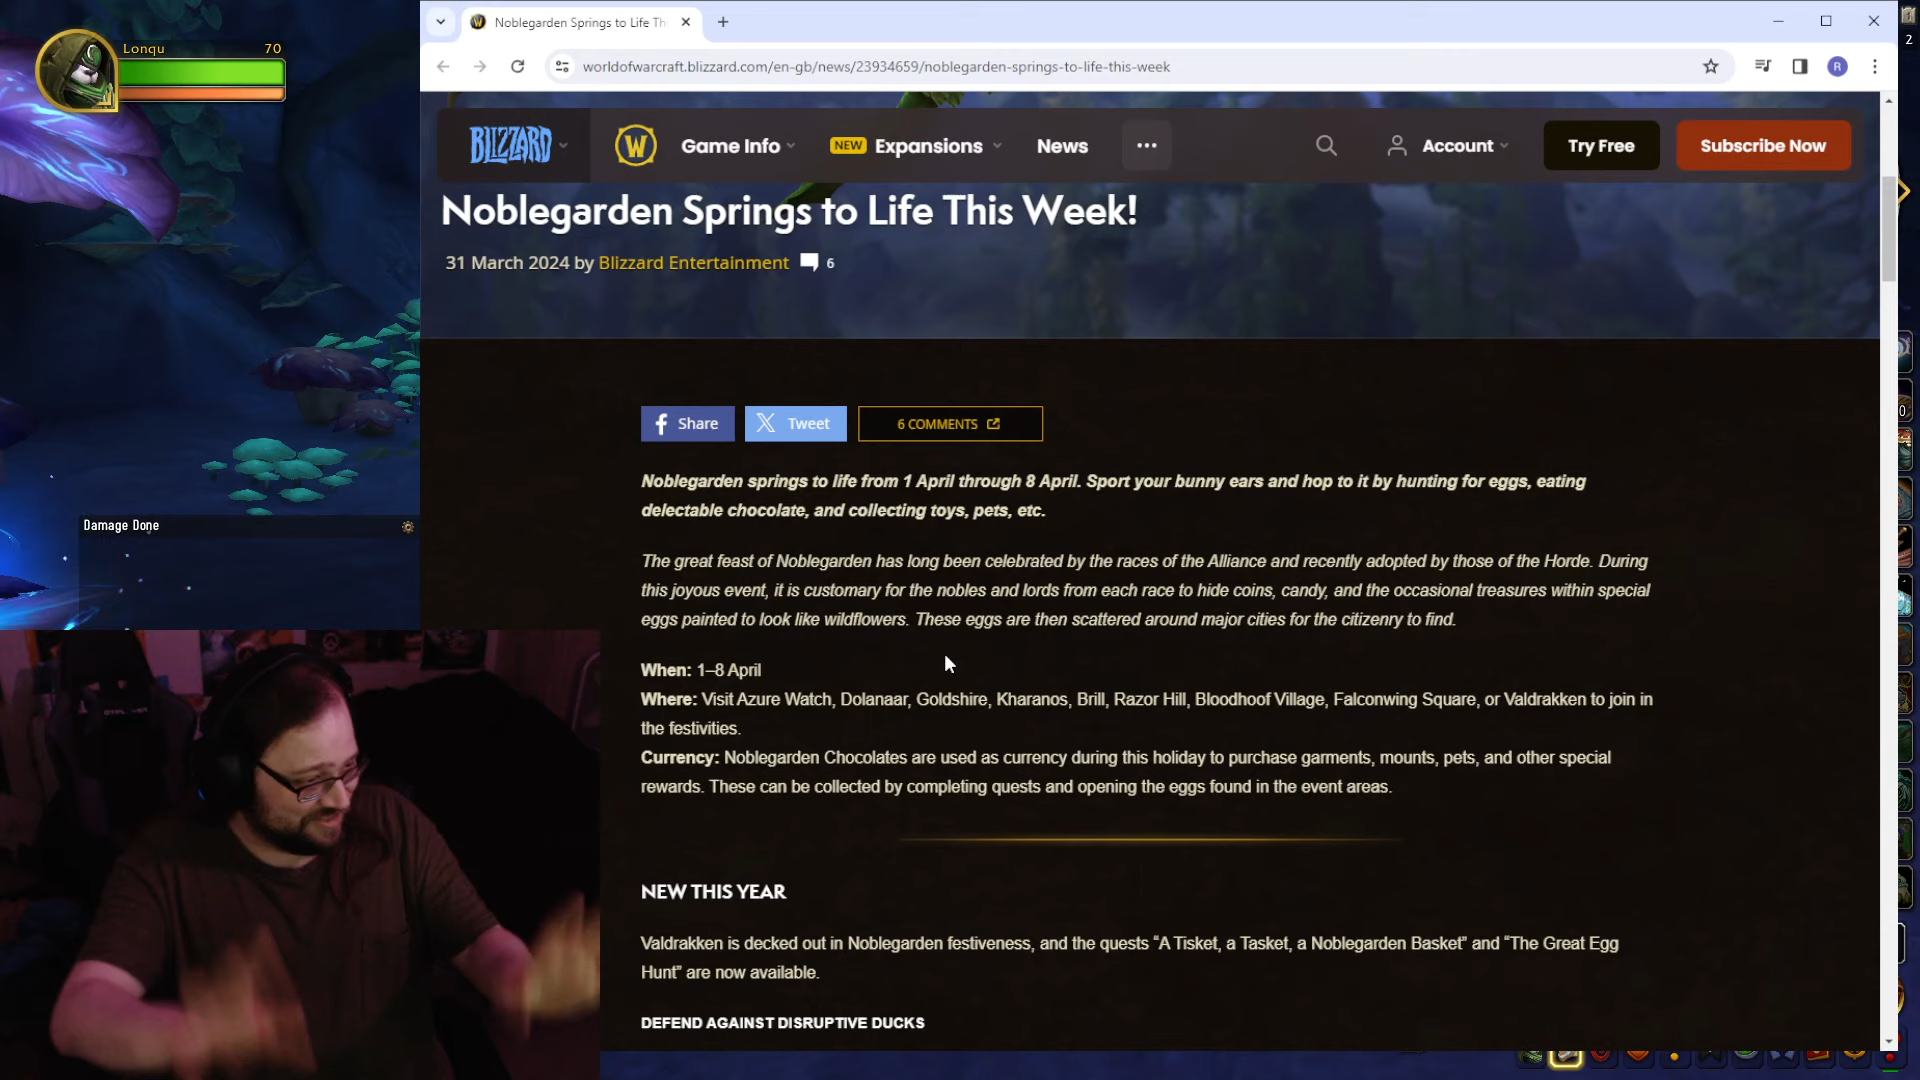 Noblegarden Springs to Life Th
worldofwarcraft.blizzard.com/en-gb/news/23934659/noblegarden-springs-to-life-this-week
R
Lonqu 70
2
BLIZZARD
W
Game Info
NEW Expansions
News
Account
Try Free
Subscribe Now
Noblegarden Springs to Life This Week!
31 March 2024 by Blizzard Entertainment 6
Share
Tweet
6 COMMENTS
Noblegarden springs to life from 1 April through 8 April. Sport your bunny ears and hop to it by hunting for eggs, eating
delectable chocolate, and collecting toys, pets, etc.
Damage Done
The great feast of Noblegarden has long been celebrated by the races of the Alliance and recently adopted by those of the Horde. During
this joyous event, it is customary for the nobles and lords from each race to hide coins, candy, and the occasional treasures within special
eggs painted to look like wildflowers. These eggs are then scattered around major cities for the citizenry to find.
When: 1–8 April
Where: Visit Azure Watch, Dolanaar, Goldshire, Kharanos, Brill, Razor Hill, Bloodhoof Village, Falconwing Square, or Valdrakken to join in
the festivities.
Currency: Noblegarden Chocolates are used as currency during this holiday to purchase garments, mounts, pets, and other special
rewards. These can be collected by completing quests and opening the eggs found in the event areas.
NEW THIS YEAR
Valdrakken is decked out in Noblegarden festiveness, and the quests “A Tisket, a Tasket, a Noblegarden Basket” and “The Great Egg
Hunt” are now available.
DEFEND AGAINST DISRUPTIVE DUCKS